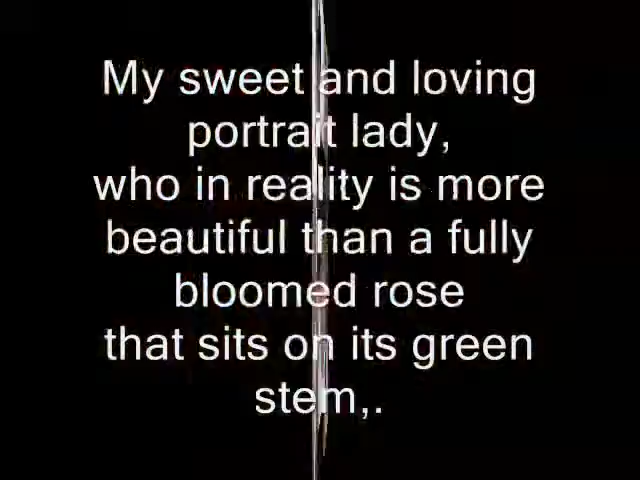 My sweet and loving
portrait lady,
who in reality is more
beautiful than a fully
bloomed rose
that sits on its green
stem,.